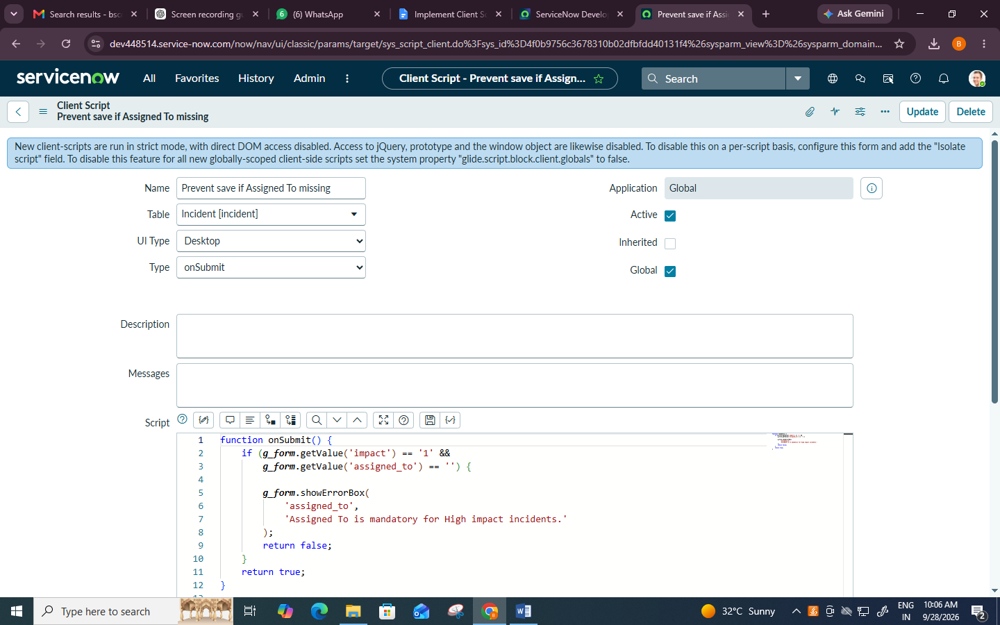 Search results - bsc
Screen recording gu
6 (6) WhatsApp
Implement Client Sc
ServiceNow Develo
Prevent save if Assi
Ask Gemini
dev448514.service-now.com/now/nav/ui/classic/params/target/sys_script_client.do%3Fsys_id%3D4f0b9756c3678310b02dfbfdd40131f4%26sysparm_view%3D%26sysparm_domain...
B
servicenow All Favorites History Admin Client Script - Prevent save if Assign... Search
Client Script
Prevent save if Assigned To missing
Update Delete
New client-scripts are run in strict mode, with direct DOM access disabled. Access to jQuery, prototype and the window object are likewise disabled. To disable this on a per-script basis, configure this form and add the "Isolate
script" field. To disable this feature for all new globally-scoped client-side scripts set the system property "glide.script.block.client.globals" to false.
Name Prevent save if Assigned To missing
Application Global
Table Incident [incident]
Active
UI Type Desktop
Inherited
Type onSubmit
Global
Description
Messages
Script
1 function onSubmit() {
2 if (g_form.getValue('impact') == '1' &&
3 g_form.getValue('assigned_to') == '') {
4
5 g_form.showErrorBox(
6 'assigned_to',
7 'Assigned To is mandatory for High impact incidents.'
8 );
9 return false;
10 }
11 return true;
12 }
Type here to search
32°C Sunny
ENG
IN
10:06 AM
9/28/2026
2